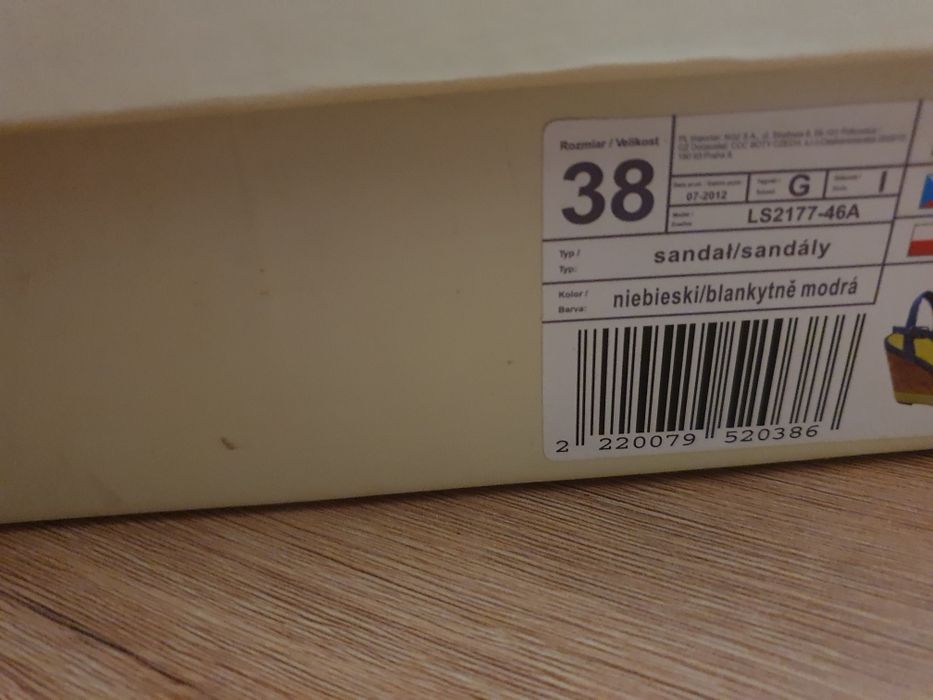 Rozmiar / Velikost
38
07-2012
G
I
LS2177-46A
Typ /
Typ:
sandał/sandály
Kolor /
Barva:
niebieski/blankytně modrá
2 220079 520386